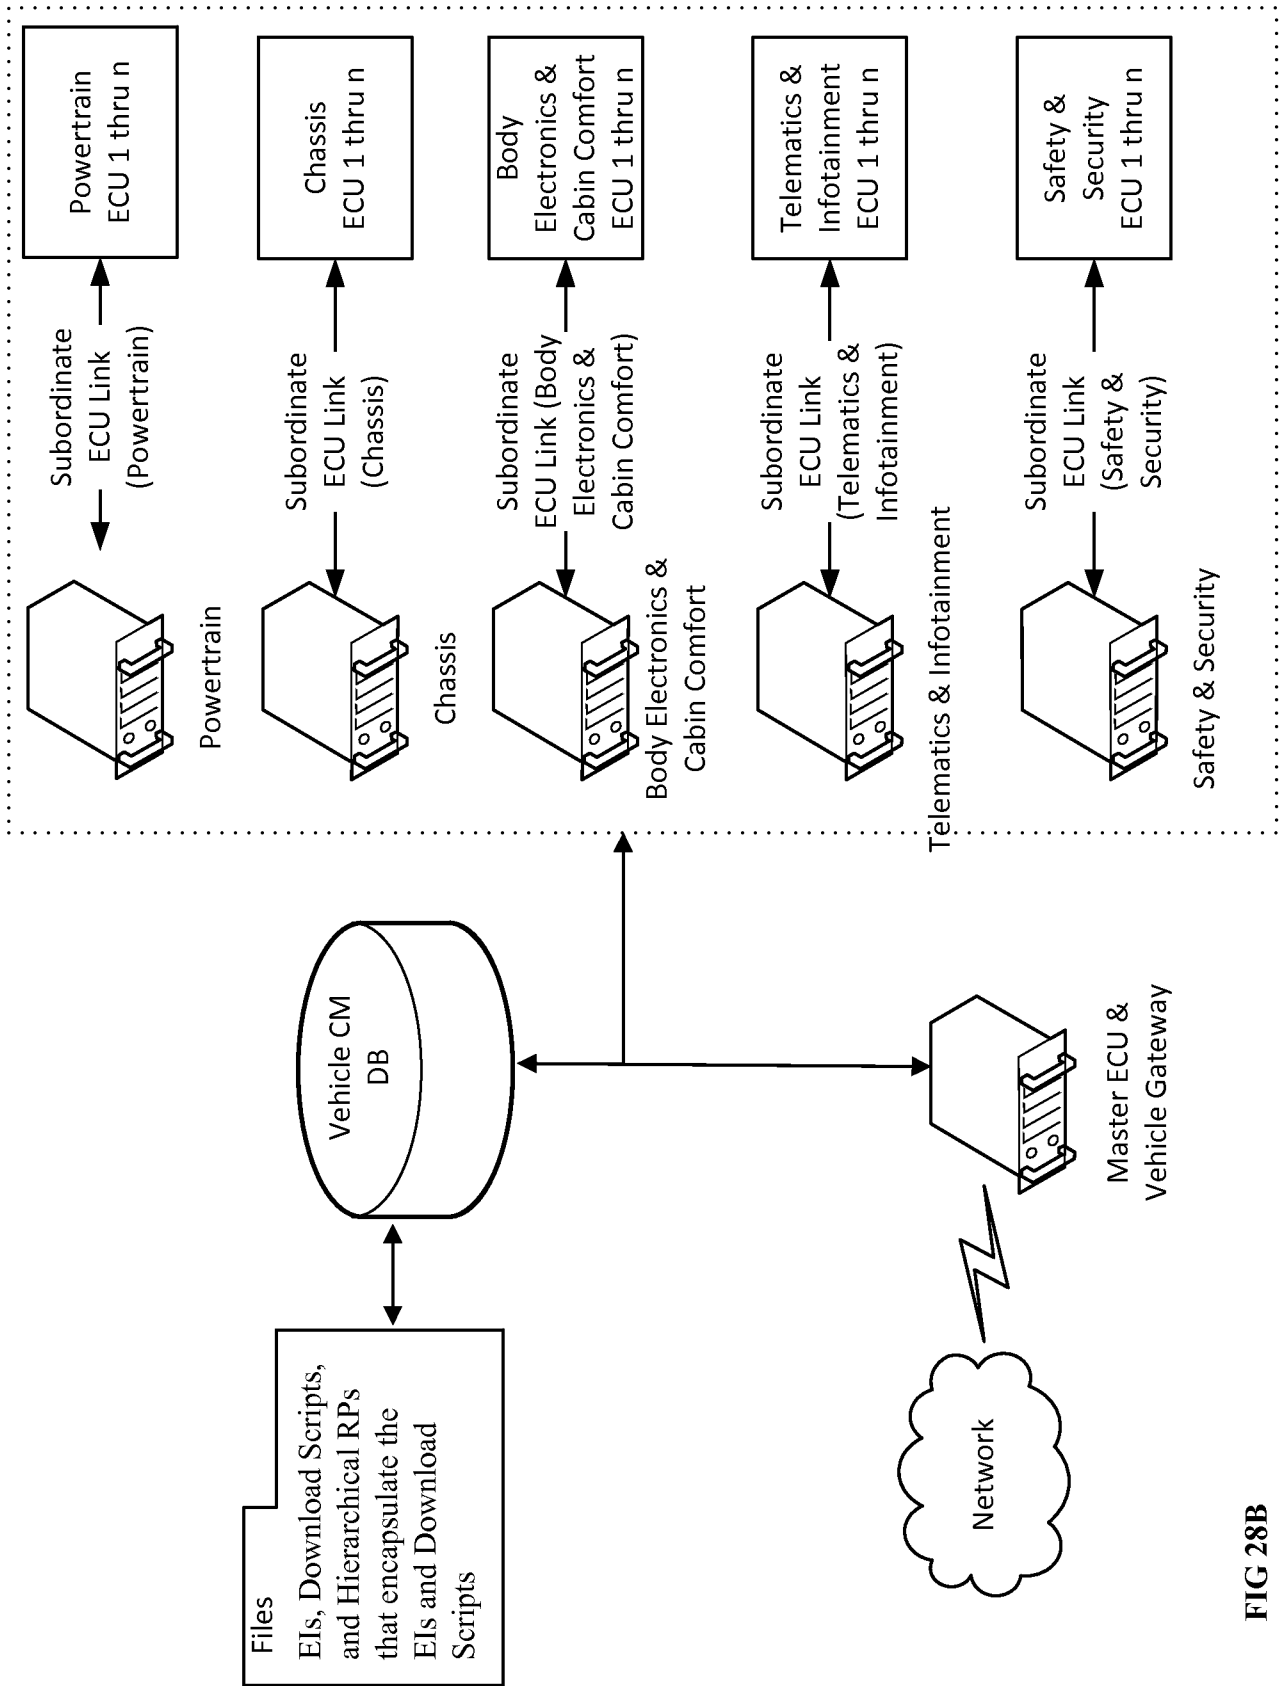 Files
EIs, Download Scripts,
and Hierarchical RPs
that encapsulate the
EIs and Download
Scripts
Vehicle CM
DB
Network
Master ECU &
Vehicle Gateway
Powertrain
Subordinate
ECU Link
(Powertrain)
Powertrain
ECU 1 thru n
Chassis
Subordinate
ECU Link
(Chassis)
Chassis
ECU 1 thru n
Body Electronics &
Cabin Comfort
Subordinate
ECU Link (Body
Electronics &
Cabin Comfort)
Body
Electronics &
Cabin Comfort
ECU 1 thru n
Telematics & Infotainment
Subordinate
ECU Link
(Telematics &
Infotainment)
Telematics &
Infotainment
ECU 1 thru n
Safety & Security
Subordinate
ECU Link
(Safety &
Security)
Safety &
Security
ECU 1 thru n
FIG 28B